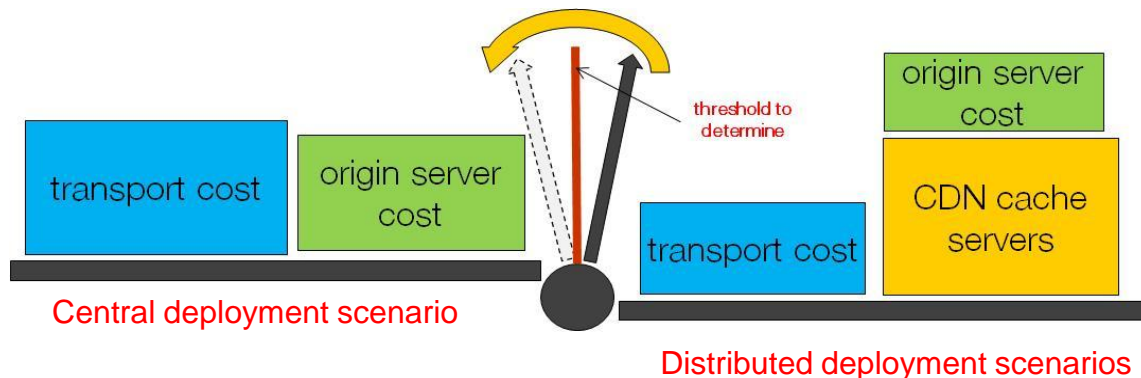 transport cost
origin server
cost
Central deployment scenario
threshold to
determine
origin server
cost
CDN cache
servers
transport cost
Distributed deployment scenarios